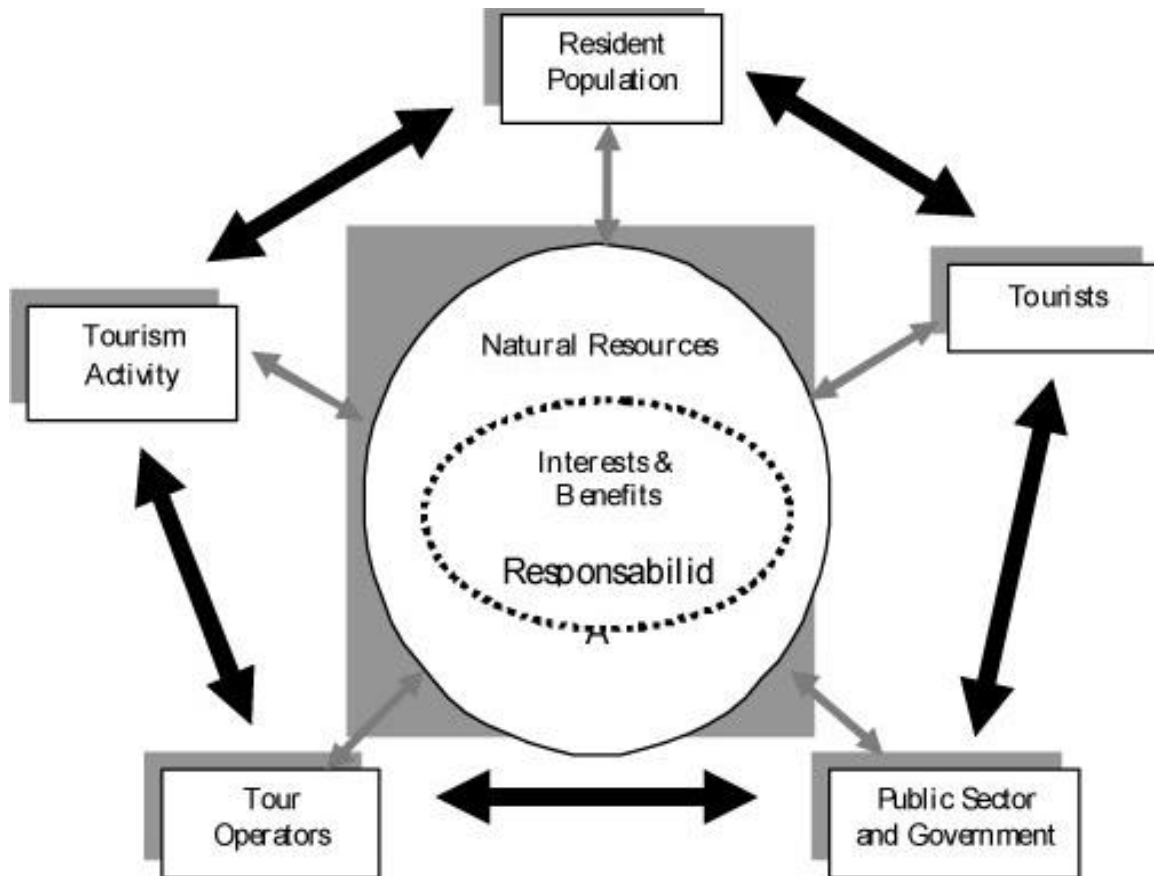 Resident
Population
Tourists
Tourism
Activity
Natural Resources
Interests &
Benefits
Responsabilid
Tour
Operators
Public Sector
and Government